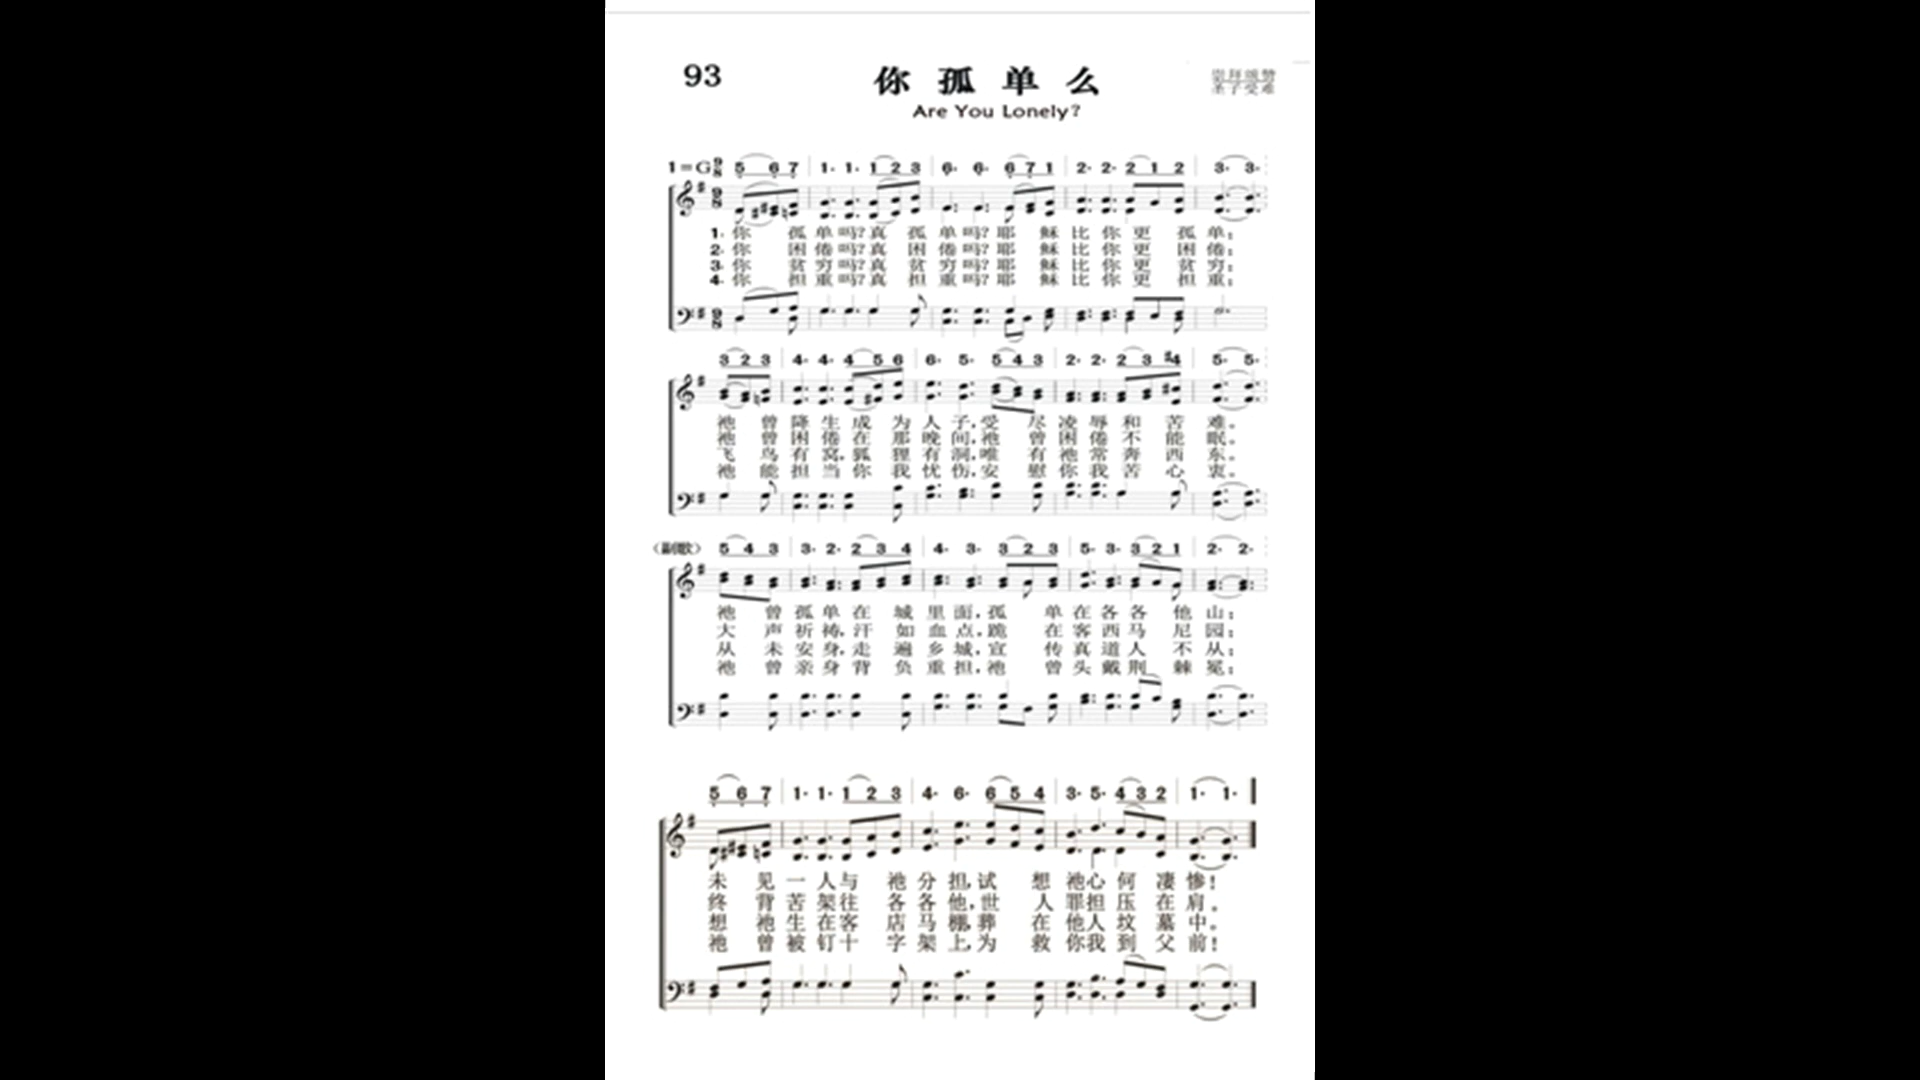 93
你孤单么
崇拜颂赞
圣子受难
Are You Lonely?
1=G 9/8 5 6 7 | 1· 1· 1 2 3 | 6· 6· 6 7 1 | 2· 2· 2 1 2 | 3· 3·
1. 你 孤单吗?真孤单吗?耶稣比你更孤单;
2. 你 困倦吗?真困倦吗?耶稣比你更困倦;
3. 你 贫穷吗?真贫穷吗?耶稣比你更贫穷;
4. 你 担重吗?真担重吗?耶稣比你更担重;
3 2 3 | 4· 4· 4 5 6 | 6· 5· 5 4 3 | 2· 2· 2 3 #4 | 5· 5·
祂曾降生成为人子,受尽凌辱和苦难。
祂曾困倦在那晚间,祂曾困倦不能眠。
飞鸟有窝,狐狸有洞,唯有祂常奔西东。
祂能担当你我忧伤,安慰你我苦心衷。
(副歌) 5 4 3 | 3· 2· 2 3 4 | 4· 3· 3 2 3 | 5· 3· 3 2 1 | 2· 2·
祂曾孤单在城里面,孤单在各各他山;
大声祈祷,汗如血点,跪在客西马尼园;
从未安身,走遍乡城,宣传真道人不从;
祂曾亲身背负重担,祂曾头戴荆棘冕;
5 6 7 | 1· 1· 1 2 3 | 4· 6· 6 5 4 | 3· 5· 4 3 2 | 1· 1·
未见一人与祂分担,试想祂心何凄惨!
终背苦架往各各他,世人罪担压在肩。
想祂生在客店马棚,葬在他人坟墓中。
祂曾被钉十字架上,为救你我到父前!